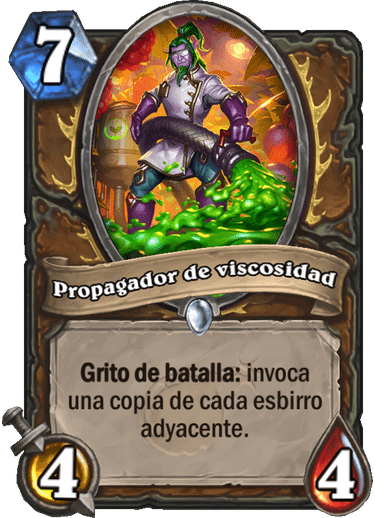 7
Propagador de viscosidad
Grito de batalla: invoca
una copia de cada esbirro
adyacente.
4 4